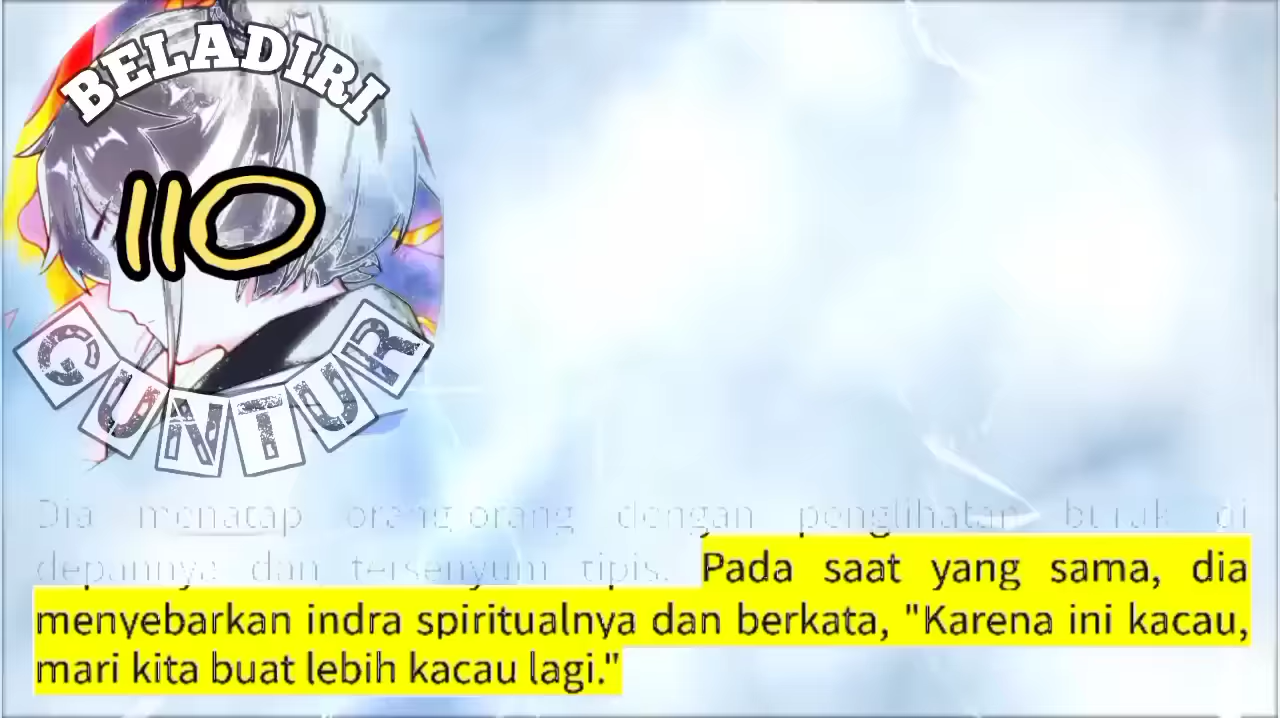 BELADIRI
110
GUNTUR
Dia menatap orang-orang dengan penglihatan buruk di
depannya dan tersenyum tipis. Pada saat yang sama, dia
menyebarkan indra spiritualnya dan berkata, "Karena ini kacau,
mari kita buat lebih kacau lagi."